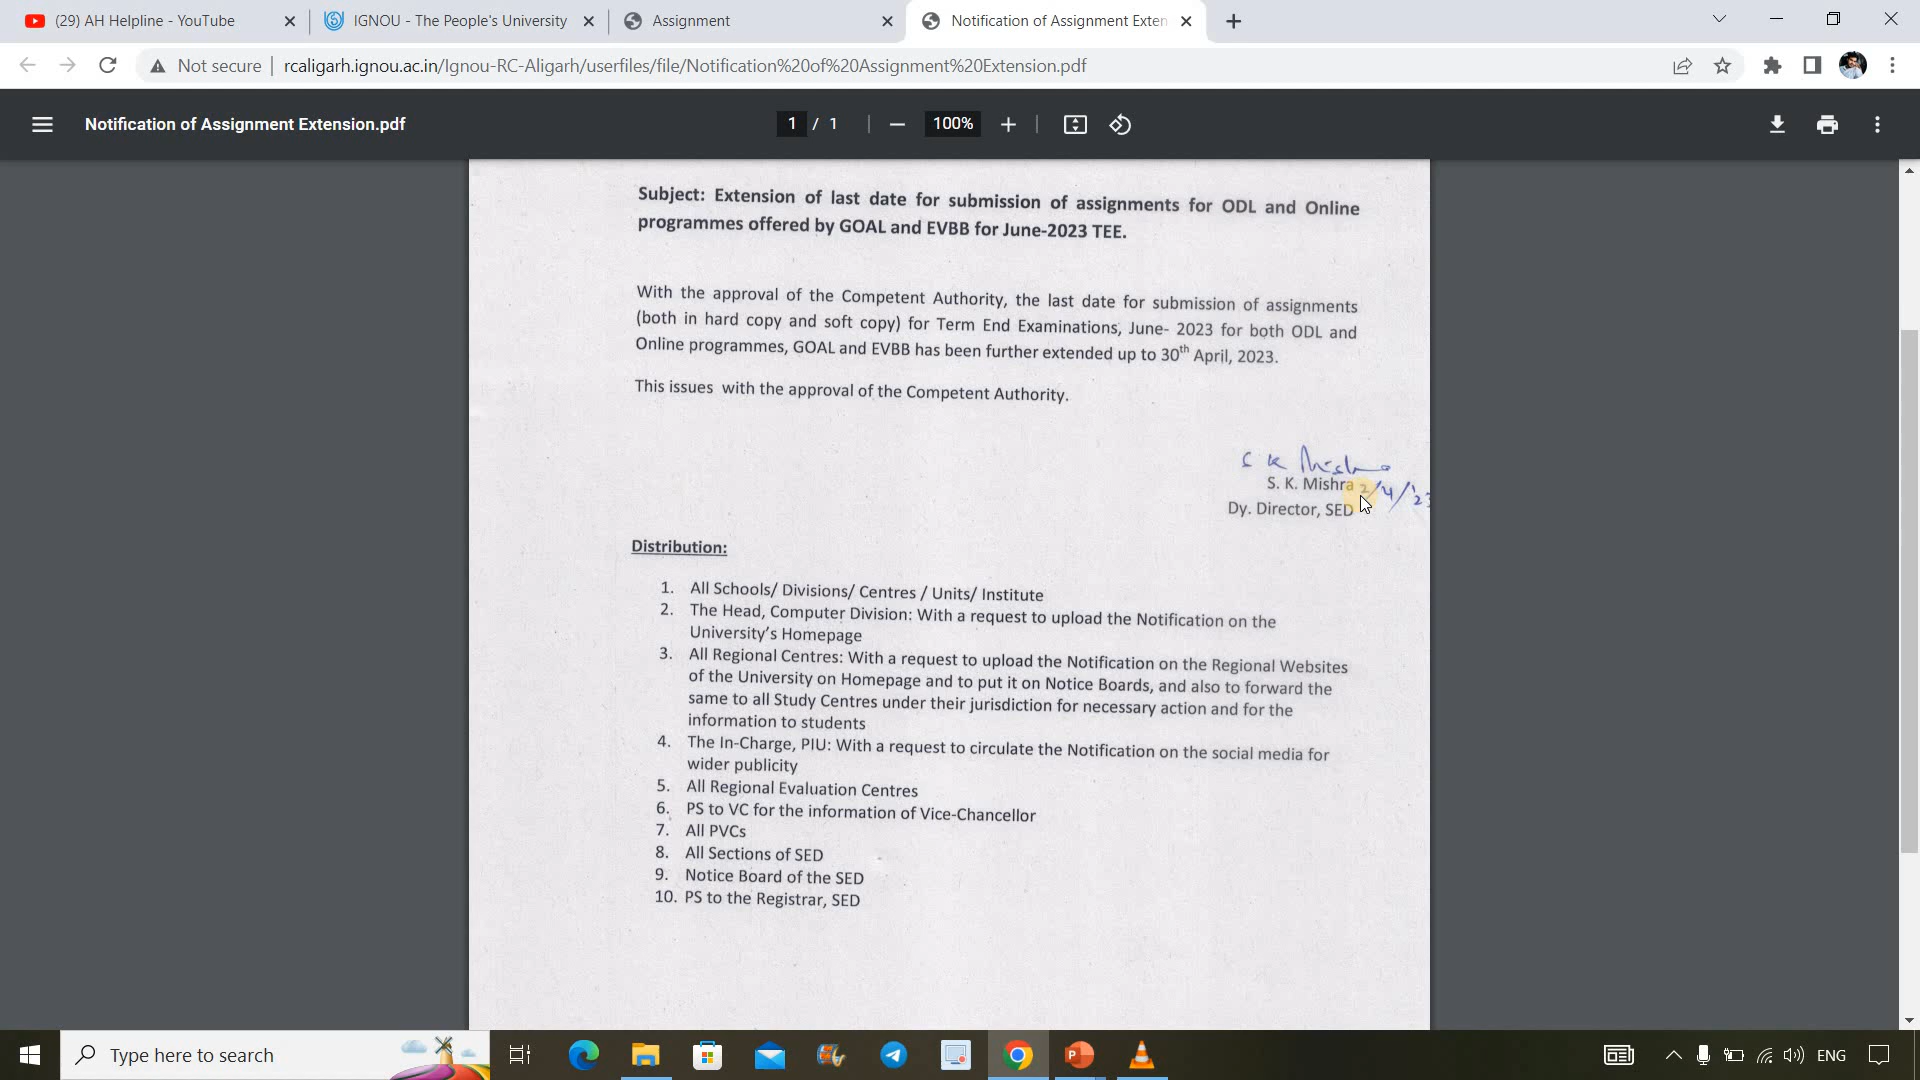 (29) AH Helpline - YouTube
IGNOU - The People's University
Assignment
Notification of Assignment Exten
Not secure
rcaligarh.ignou.ac.in/Ignou-RC-Aligarh/userfiles/file/Notification%20of%20Assignment%20Extension.pdf
Notification of Assignment Extension.pdf
1 / 1
100%
Subject: Extension of last date for submission of assignments for ODL and Online
programmes offered by GOAL and EVBB for June-2023 TEE.
With the approval of the Competent Authority, the last date for submission of assignments
(both in hard copy and soft copy) for Term End Examinations, June- 2023 for both ODL and
Online programmes, GOAL and EVBB has been further extended up to 30th April, 2023.
This issues with the approval of the Competent Authority.
S K Mishra
S. K. Mishra
Dy. Director, SED
Distribution:
1. All Schools/ Divisions/ Centres / Units/ Institute
2. The Head, Computer Division: With a request to upload the Notification on the
University's Homepage
3. All Regional Centres: With a request to upload the Notification on the Regional Websites
of the University on Homepage and to put it on Notice Boards, and also to forward the
same to all Study Centres under their jurisdiction for necessary action and for the
information to students
4. The In-Charge, PIU: With a request to circulate the Notification on the social media for
wider publicity
5. All Regional Evaluation Centres
6. PS to VC for the information of Vice-Chancellor
7. All PVCs
8. All Sections of SED
9. Notice Board of the SED
10. PS to the Registrar, SED
Type here to search
ENG